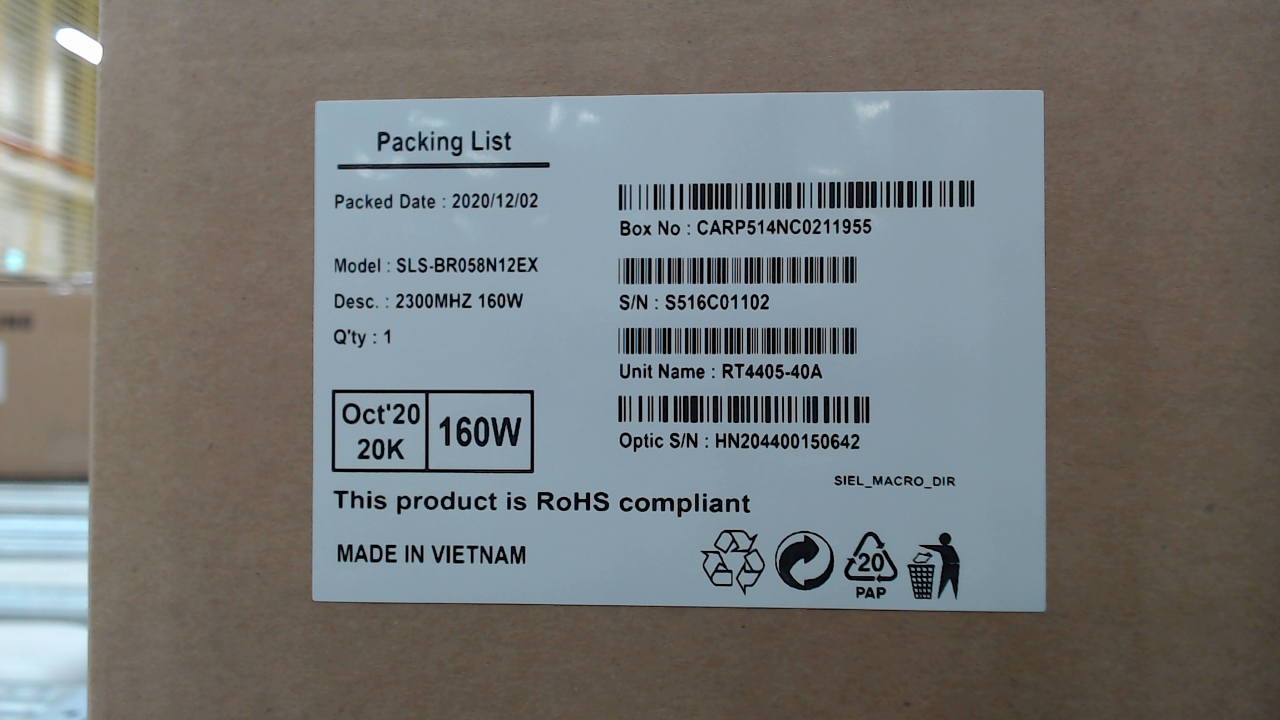 Packing List
Packed Date : 2020/12/02
Model : SLS-BR058N12EX
Desc. : 2300MHZ 160W
Q'ty : 1
Oct'20
20K
160W
Box No : CARP514NC0211955
S/N : S516C01102
Unit Name : RT4405-40A
Optic S/N : HN204400150642
SIEL_MACRO_DIR
This product is RoHS compliant
MADE IN VIETNAM
20
PAP